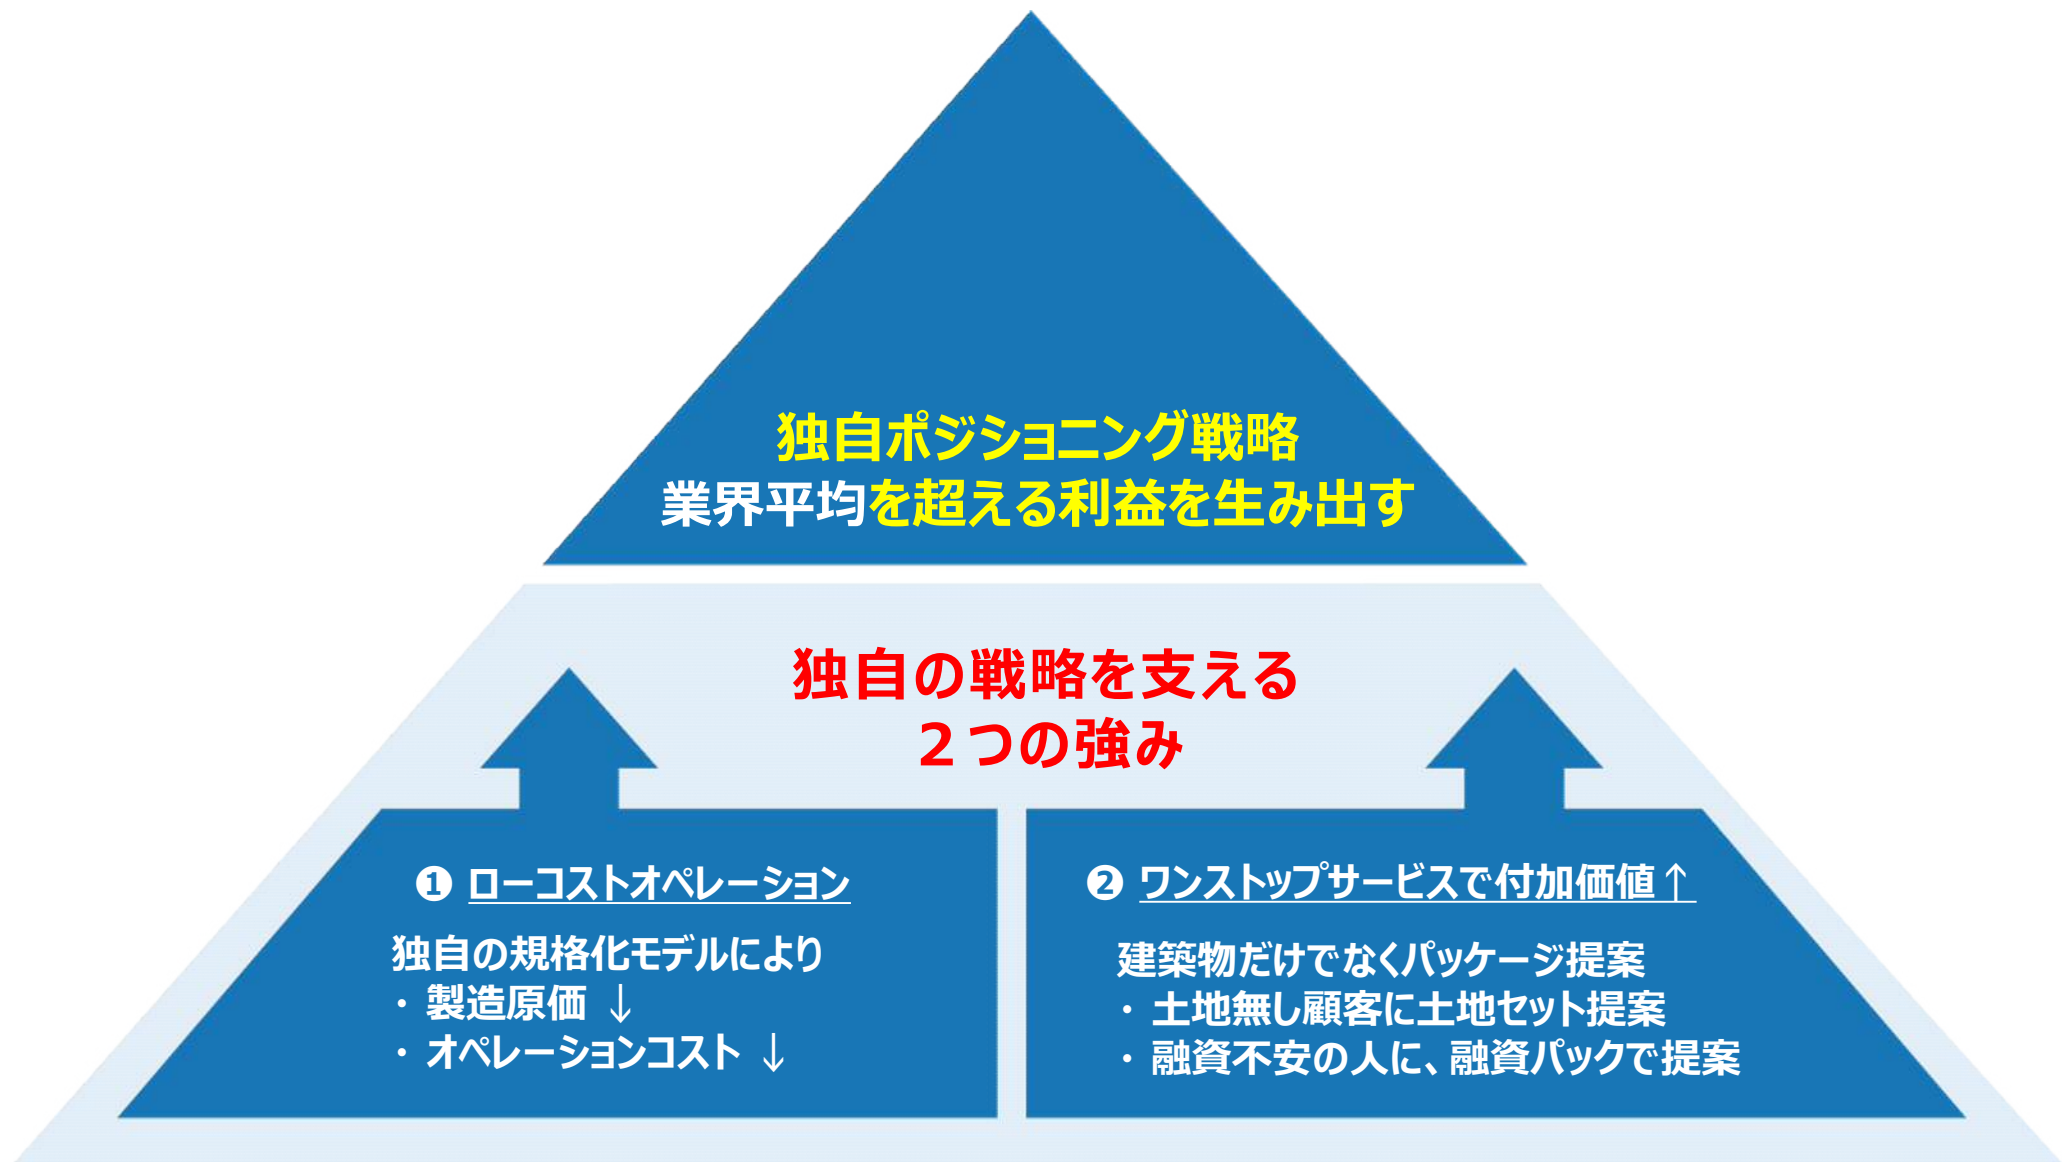 独自ポジショニング戦略
業界平均を超える利益を生み出す
独自の戦略を支える
２つの強み
❶ ローコストオペレーション
独自の規格化モデルにより
・製造原価 ↓
・オペレーションコスト ↓
❷ ワンストップサービスで付加価値↑
建築物だけでなくパッケージ提案
・土地無し顧客に土地セット提案
・融資不安の人に、融資パックで提案